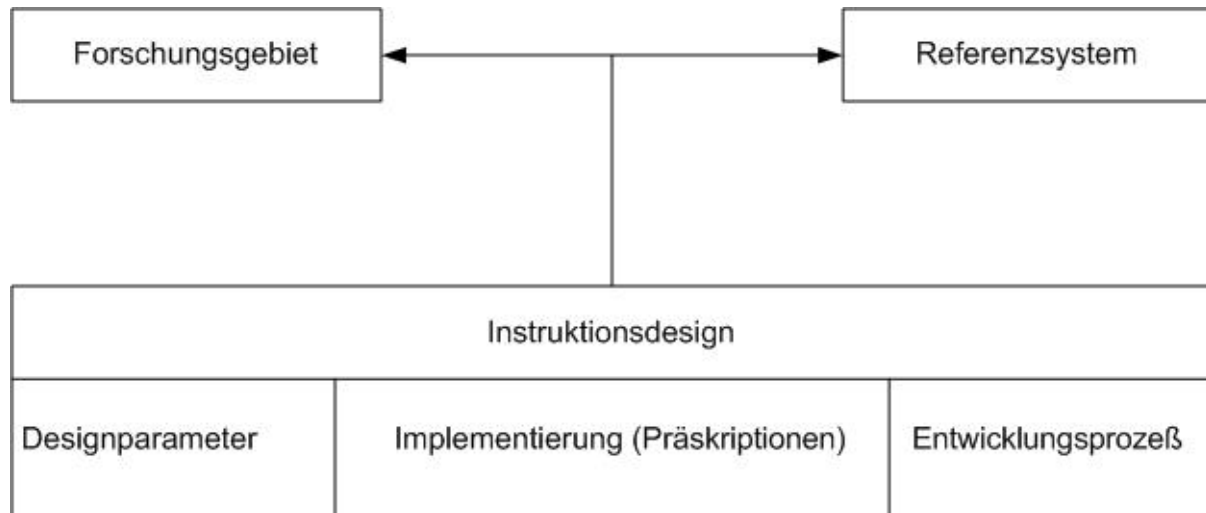 Forschungsgebiet
Referenzsystem
Instruktionsdesign
Designparameter
Implementierung (Präskriptionen)
Entwicklungsprozeß